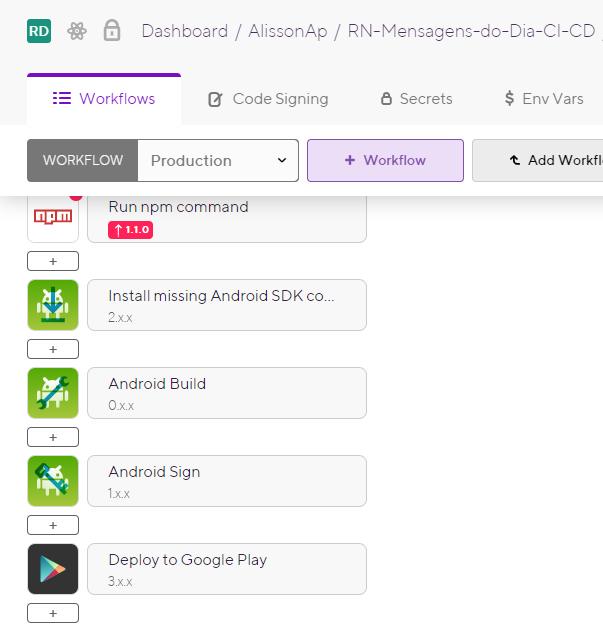 RD Dashboard / AlissonAp / RN-Mensagens-do-Dia-CI-CD /
Workflows Code Signing Secrets $ Env Vars
WORKFLOW Production + Workflow Add Workfl
Run npm command
npm ↑ 1.1.0
+
Install missing Android SDK co...
2.x.x
+
Android Build
0.x.x
+
Android Sign
1.x.x
+
Deploy to Google Play
3.x.x
+